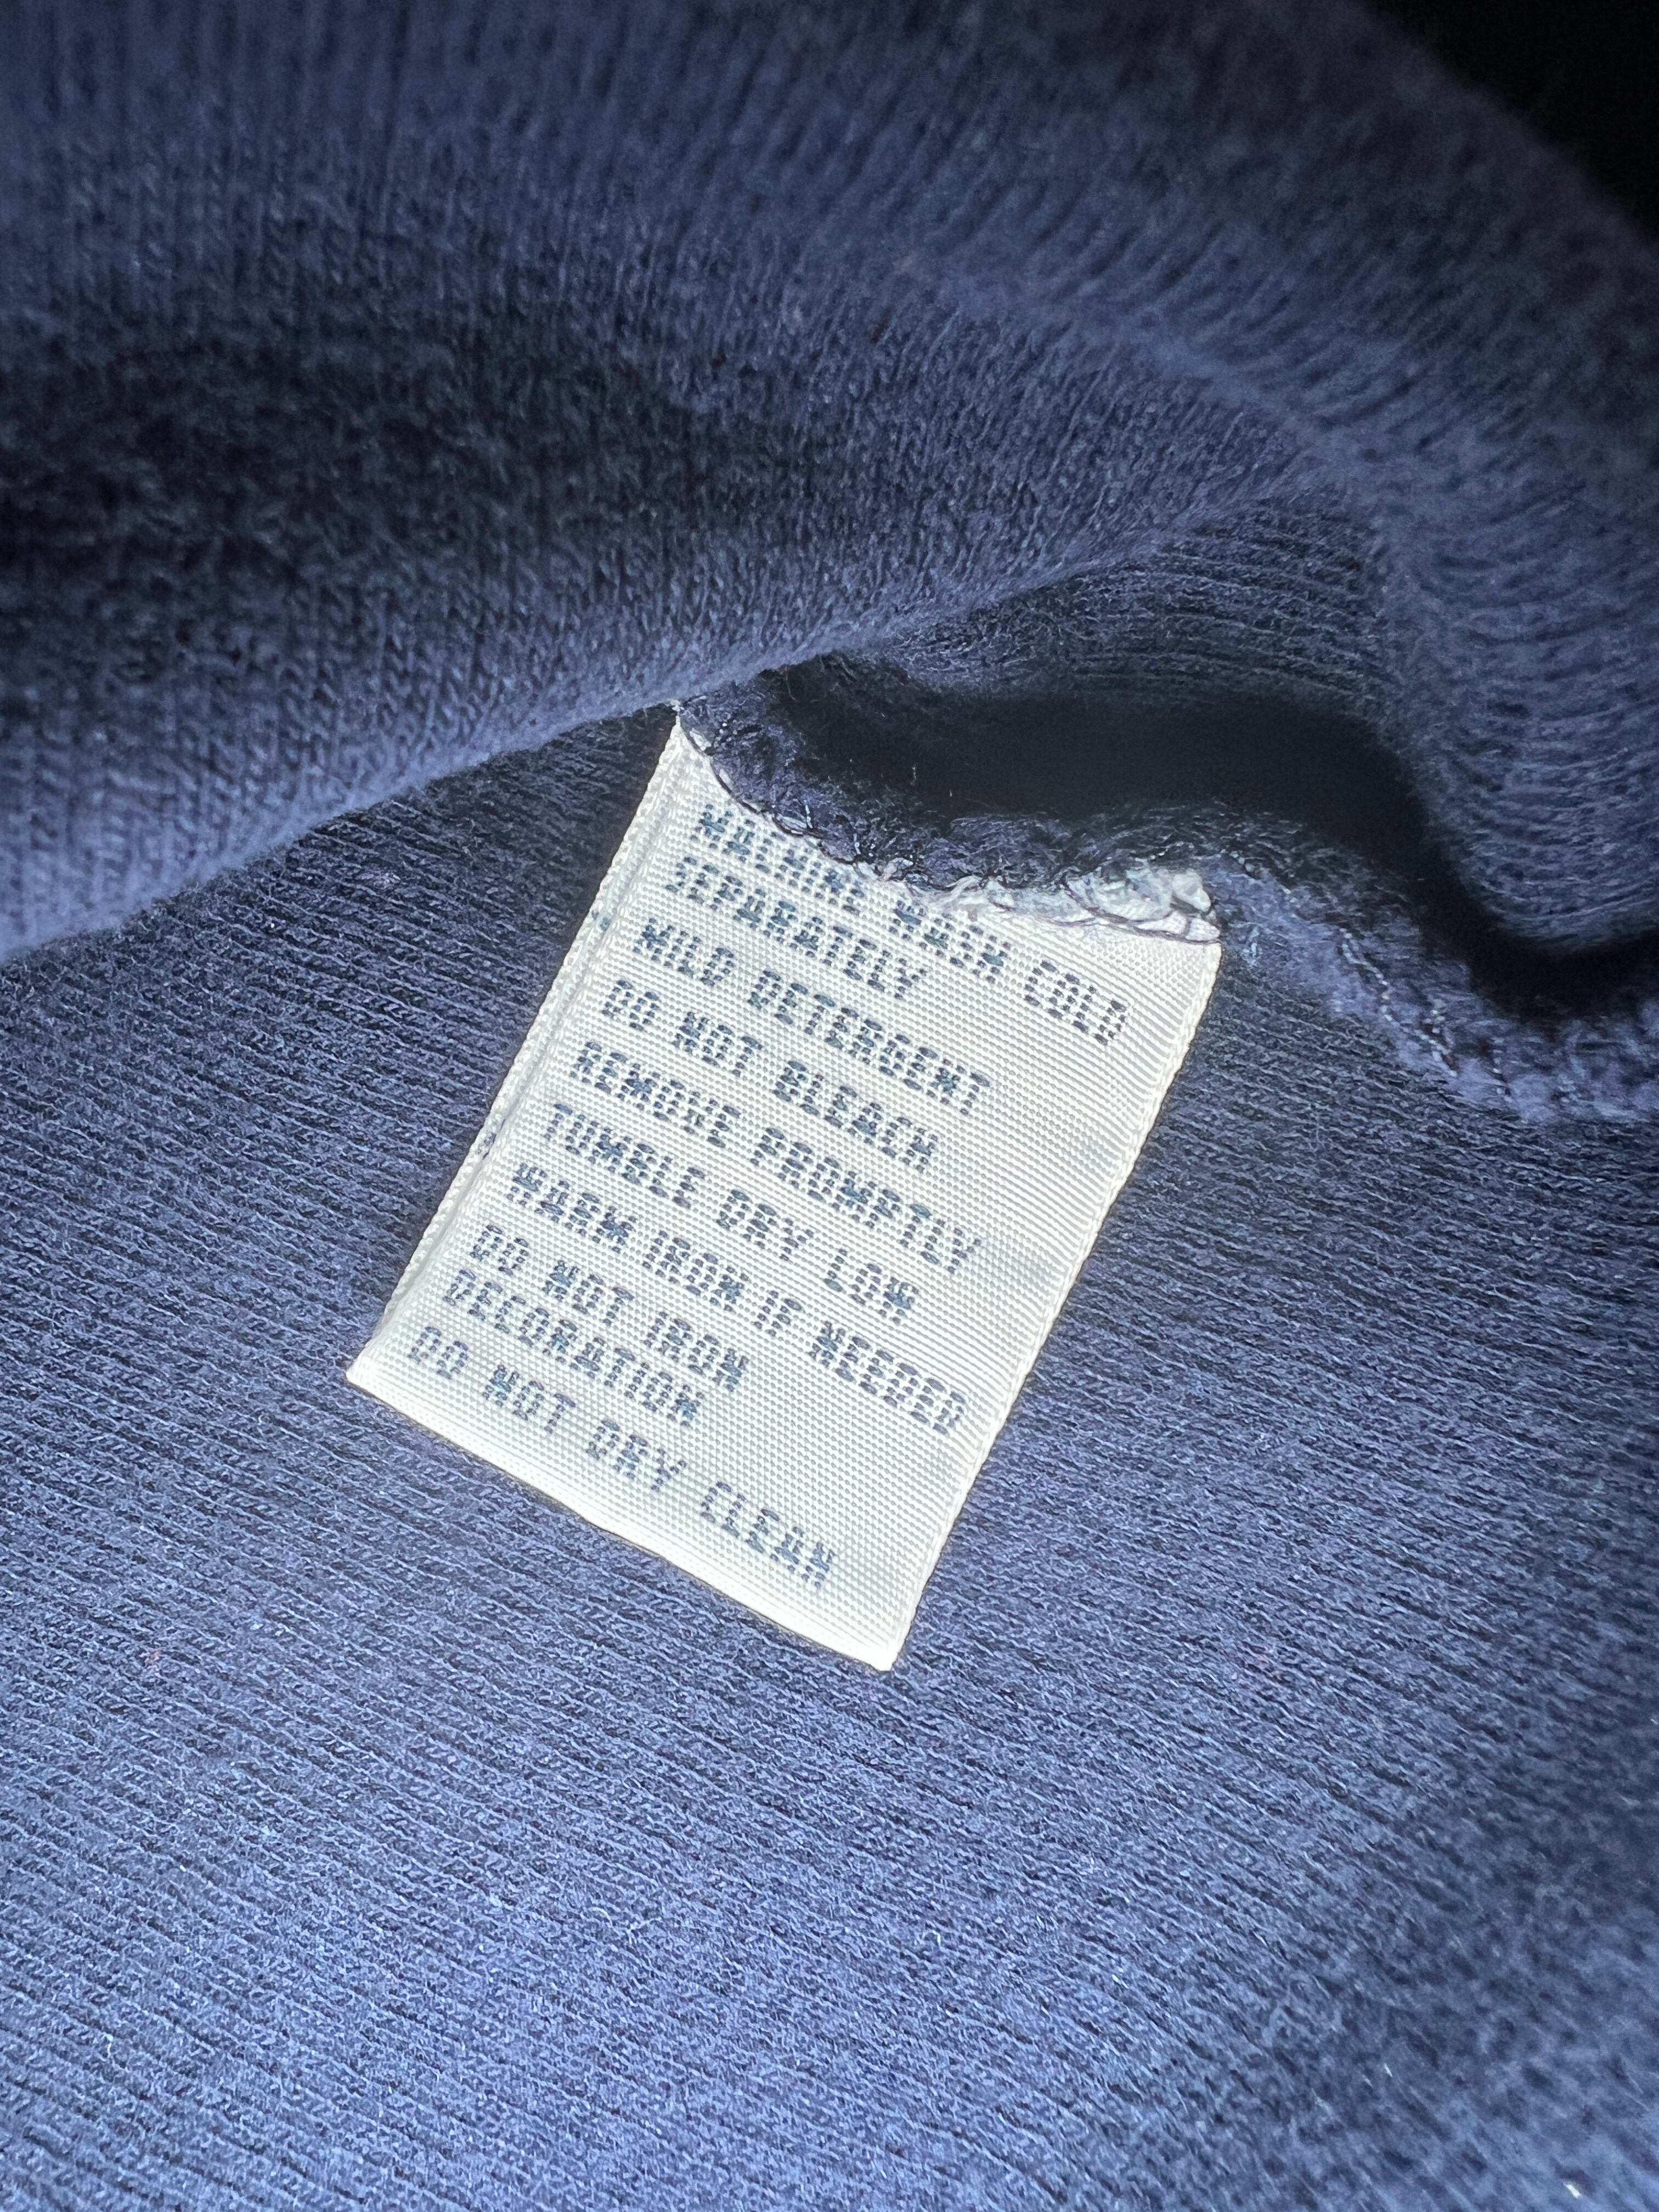 MACHINE WASH COLD
SEPARATELY
MILD DETERGENT
DO NOT BLEACH
REMOVE PROMPTLY
TUMBLE DRY LOW
WARM IRON IF NEEDED
DO NOT IRON
DECORATION
DO NOT DRY CLEAN